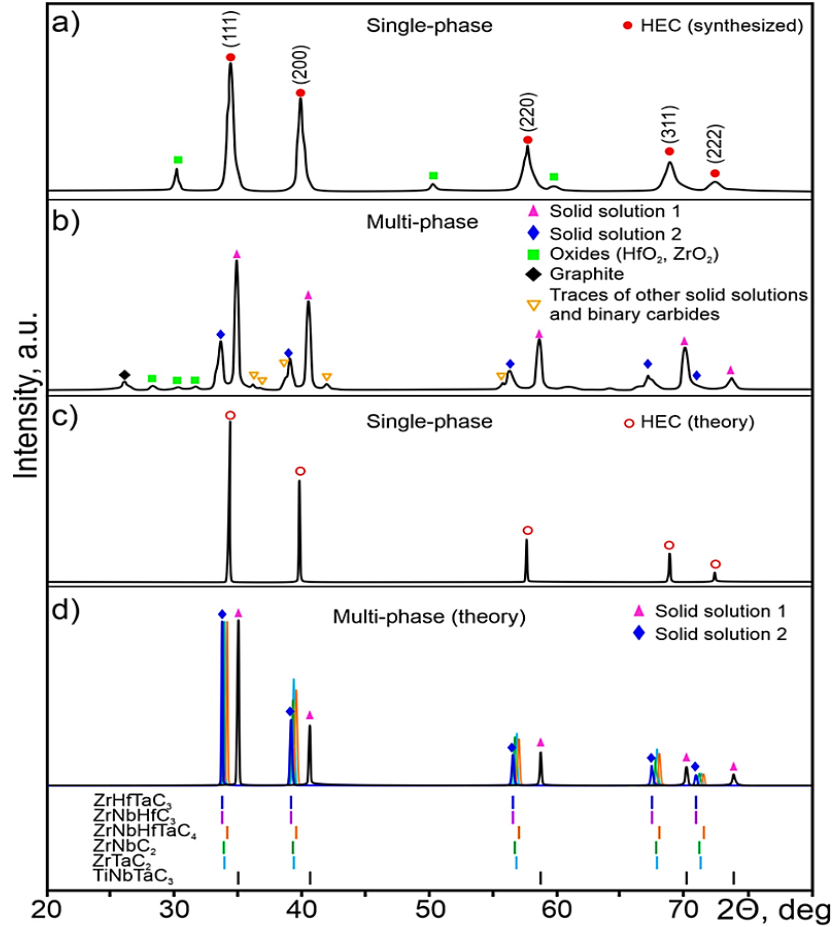 a)
Single-phase
HEC (synthesized)
(111)
(200)
(220)
(311)
(222)
b)
Multi-phase
Solid solution 1
Solid solution 2
Oxides (HfO₂, ZrO₂)
Graphite
Traces of other solid solutions
and binary carbides
Intensity, a.u.
c)
Single-phase
HEC (theory)
d)
Multi-phase (theory)
Solid solution 1
Solid solution 2
ZrHfTaC₃
ZrNbHfC₃
ZrNbHfTaC₄
ZrNbC₂
ZrTaC₂
TiNbTaC₃
20 30 40 50 60 70 2Θ, deg